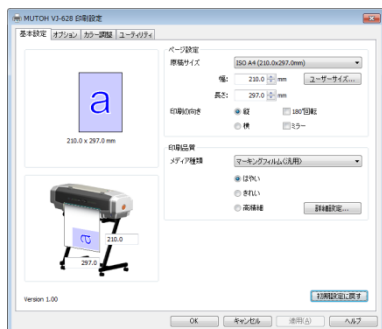 MUTOH VJ-628 印刷設定
基本設定 オプション カラー調整 ユーティリティ
ページ設定
原稿サイズ ISO A4 (210.0x297.0mm)
幅: 210.0 mm ユーザーサイズ...
長さ: 297.0 mm
印刷の向き 縦 180°回転
横 ミラー
a
210.0 x 297.0 mm
印刷品質
メディア種類 マーキングフィルム(汎用)
はやい
きれい
高精細 詳細設定...
a
210.0
297.0
Version 1.00
初期設定に戻す
OK キャンセル 適用(A) ヘルプ